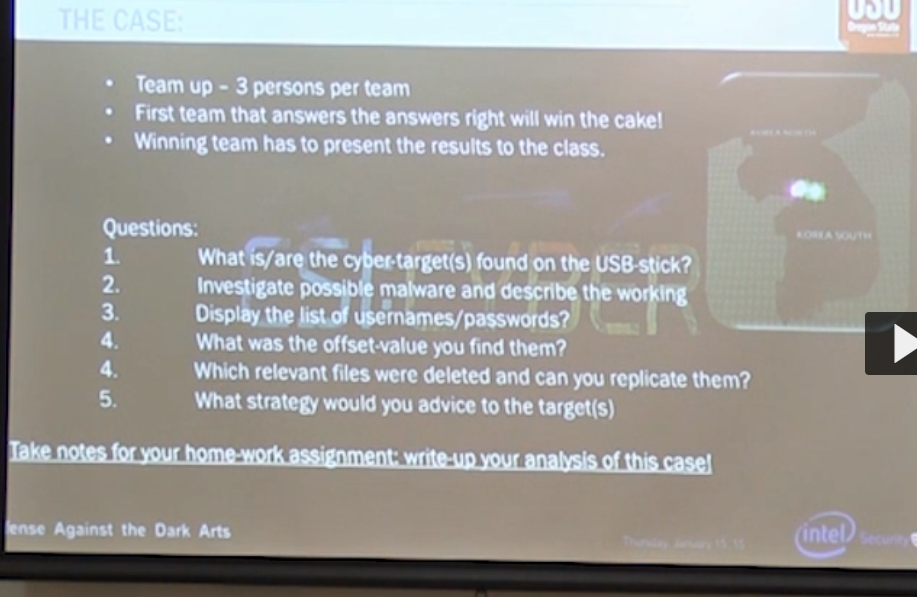 THE CASE:
OSU
Oregon State
• Team up – 3 persons per team
• First team that answers the answers right will win the cake!
• Winning team has to present the results to the class.
KOREA NORTH
KOREA SOUTH
CSI:CYBER
Questions:
1. What is/are the cyber-target(s) found on the USB-stick?
2. Investigate possible malware and describe the working
3. Display the list of usernames/passwords?
4. What was the offset-value you find them?
4. Which relevant files were deleted and can you replicate them?
5. What strategy would you advice to the target(s)
Take notes for your home-work assignment: write-up your analysis of this case!
ense Against the Dark Arts
Thursday, January 15, 15
intel Security